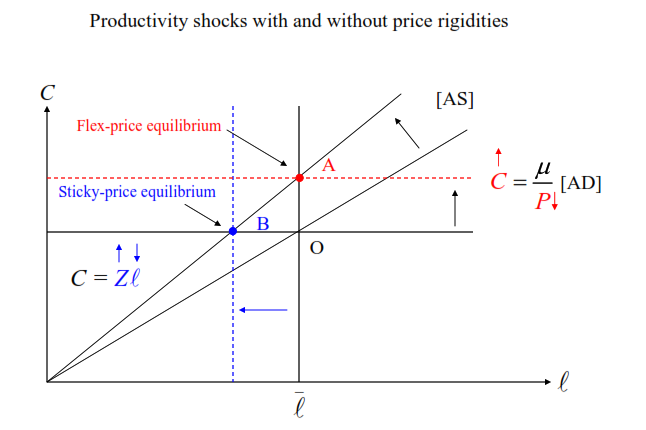 Productivity shocks with and without price rigidities
C
[AS]
Flex-price equilibrium
A
C = μ/P↓ [AD]
Sticky-price equilibrium
B
O
C = Zℓ
ℓ
ℓ̄